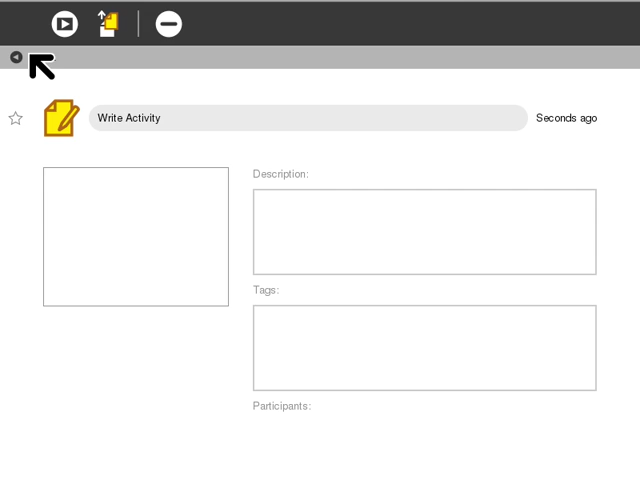 Write Activity
Seconds ago
Description:
Tags:
Participants: